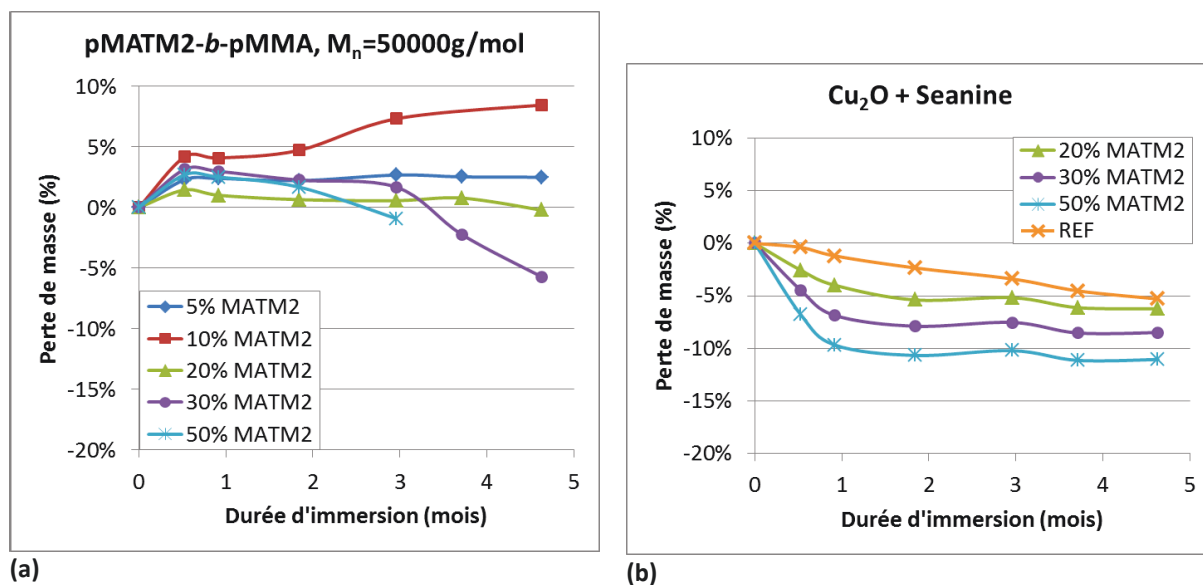 pMATM2-b-pMMA, Mn=50000g/mol
10%
5%
0%
-5%
-10%
-15%
-20%
Perte de masse (%)
5% MATM2
10% MATM2
20% MATM2
30% MATM2
50% MATM2
0 1 2 3 4 5
Durée d'immersion (mois)
(a)
Cu2O + Seanine
10%
5%
0%
-5%
-10%
-15%
-20%
Perte de masse (%)
20% MATM2
30% MATM2
50% MATM2
REF
0 1 2 3 4 5
Durée d'immersion (mois)
(b)